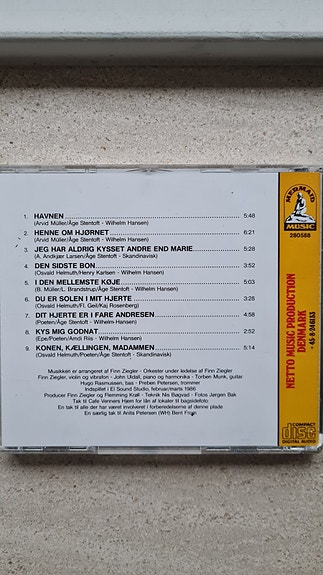 1. HAVNEN 5:48
(Arvid Müller/Åge Stentoft - Wilhelm Hansen)
2. HENNE OM HJØRNET 6:21
(Arvid Müller/Åge Stentoft - Wilhelm Hansen)
3. JEG HAR ALDRIG KYSSET ANDRE END MARIE 5:28
(A. Andkjær Larsen/Åge Stentoft - Skandinavisk)
4. DEN SIDSTE BON 3:52
(Osvald Helmuth/Henry Karlsen - Wilhelm Hansen)
5. I DEN MELLEMSTE KØJE 5:03
(B. Müller/L. Brandstrup/Åge Stentoft - Wilhelm Hansen)
6. DU ER SOLEN I MIT HJERTE 3:28
(Osvald Helmuth/Fl. Geil/Kaj Rosenberg)
7. DIT HJERTE ER I FARE ANDRESEN 4:58
(Poeten/Åge Stentoft - Wilhelm Hansen)
8. KYS MIG GODNAT 2:52
(Epe/Poeten/Amdi Riis - Wilhelm Hansen)
9. KONEN, KÆLLINGEN, MADAMMEN 5:14
(Osvald Helmuth/Poeten/Åge Stentoft - Skandinavisk)
Musikken er arrangeret af Finn Ziegler - Orkester under ledelse af Finn Ziegler
Finn Ziegler, violin og vibrafon - John Udall, piano og harmonika - Torben Munk, guitar
Hugo Rasmussen, bas - Preben Petersen, trommer
Indspillet i El Sound Studio, februar/marts 1986
Producer Finn Ziegler og Flemming Krøll - Teknik Nis Bøgvad - Fotos Jørgen Bak
Tak til Cafe Venners Hjem for lån af lokaler til bagsidefoto
En tak til alle der har været involveret i forberedelserne af denne plade
En særlig tak til Anita Petersen (WH) Bent
MERMAID
MUSIC
280588
NETTO MUSIC PRODUCTION
DENMARK
COMPACT
disc
DIGITAL AUDIO